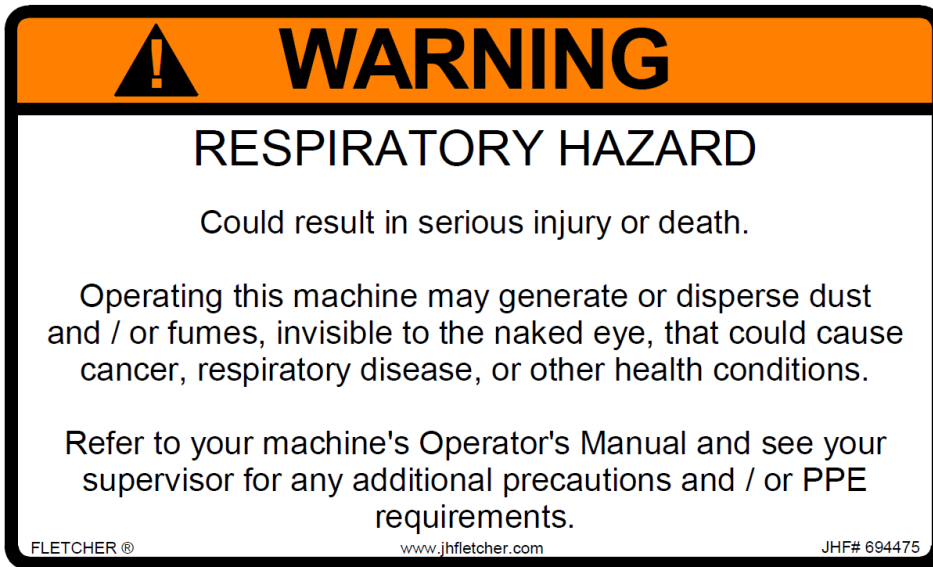 WARNING
RESPIRATORY HAZARD
Could result in serious injury or death.
Operating this machine may generate or disperse dust
and / or fumes, invisible to the naked eye, that could cause
cancer, respiratory disease, or other health conditions.
Refer to your machine's Operator's Manual and see your
supervisor for any additional precautions and / or PPE
requirements.
FLETCHER ® www.jhfletcher.com JHF# 694475